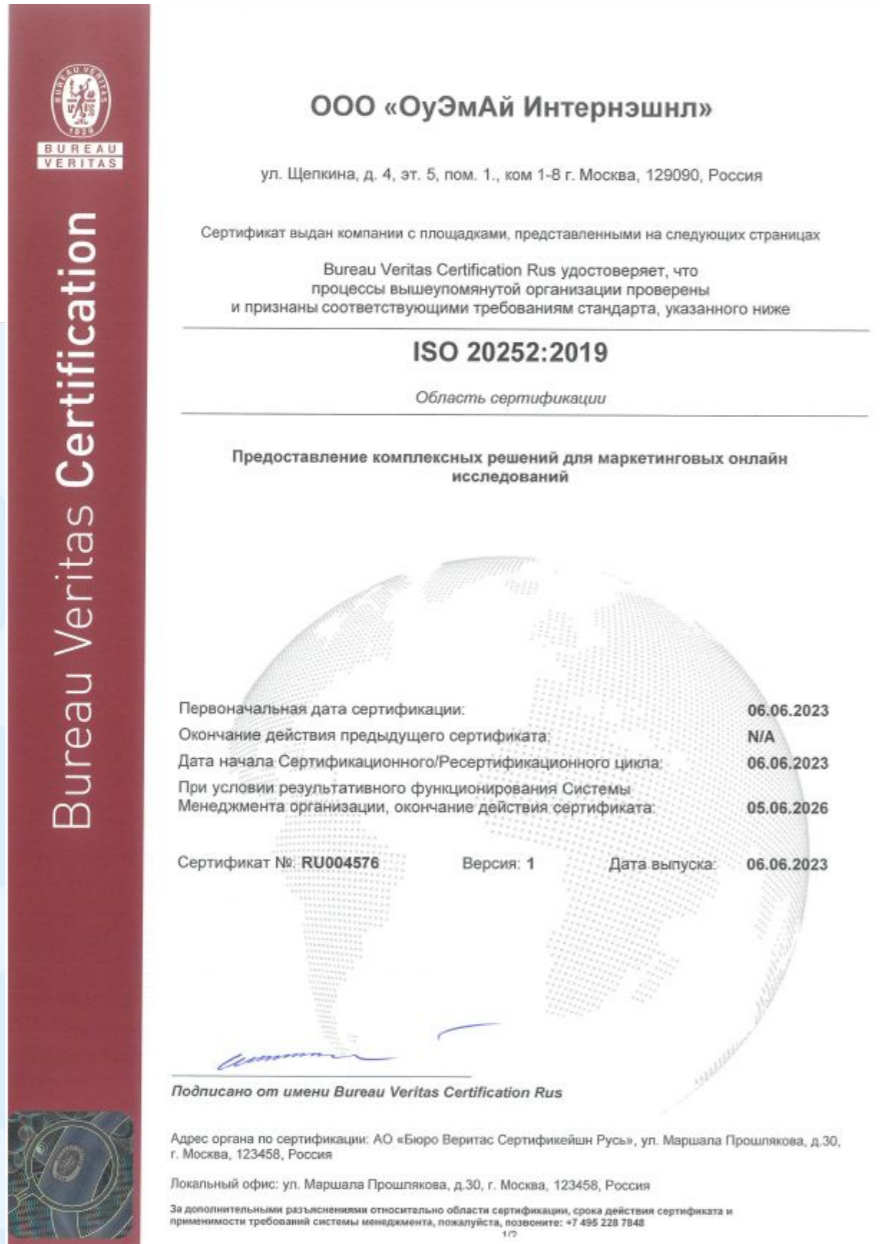 BUREAU VERITAS
1828
BUREAU
VERITAS
Bureau Veritas Certification
ООО «ОуЭмАй Интернэшнл»
ул. Щепкина, д. 4, эт. 5, пом. 1., ком 1-8 г. Москва, 129090, Россия
Сертификат выдан компании с площадками, представленными на следующих страницах
Bureau Veritas Certification Rus удостоверяет, что
процессы вышеупомянутой организации проверены
и признаны соответствующими требованиям стандарта, указанного ниже
ISO 20252:2019
Область сертификации
Предоставление комплексных решений для маркетинговых онлайн
исследований
Первоначальная дата сертификации: 06.06.2023
Окончание действия предыдущего сертификата: N/A
Дата начала Сертификационного/Ресертификационного цикла: 06.06.2023
При условии результативного функционирования Системы
Менеджмента организации, окончание действия сертификата: 05.06.2026
Сертификат №: RU004576 Версия: 1 Дата выпуска: 06.06.2023
Подписано от имени Bureau Veritas Certification Rus
Адрес органа по сертификации: АО «Бюро Веритас Сертификейшн Русь», ул. Маршала Прошлякова, д.30,
г. Москва, 123458, Россия
Локальный офис: ул. Маршала Прошлякова, д.30, г. Москва, 123458, Россия
За дополнительными разъяснениями относительно области сертификации, срока действия сертификата и
применимости требований системы менеджмента, пожалуйста, позвоните: +7 495 228 7848
1/2